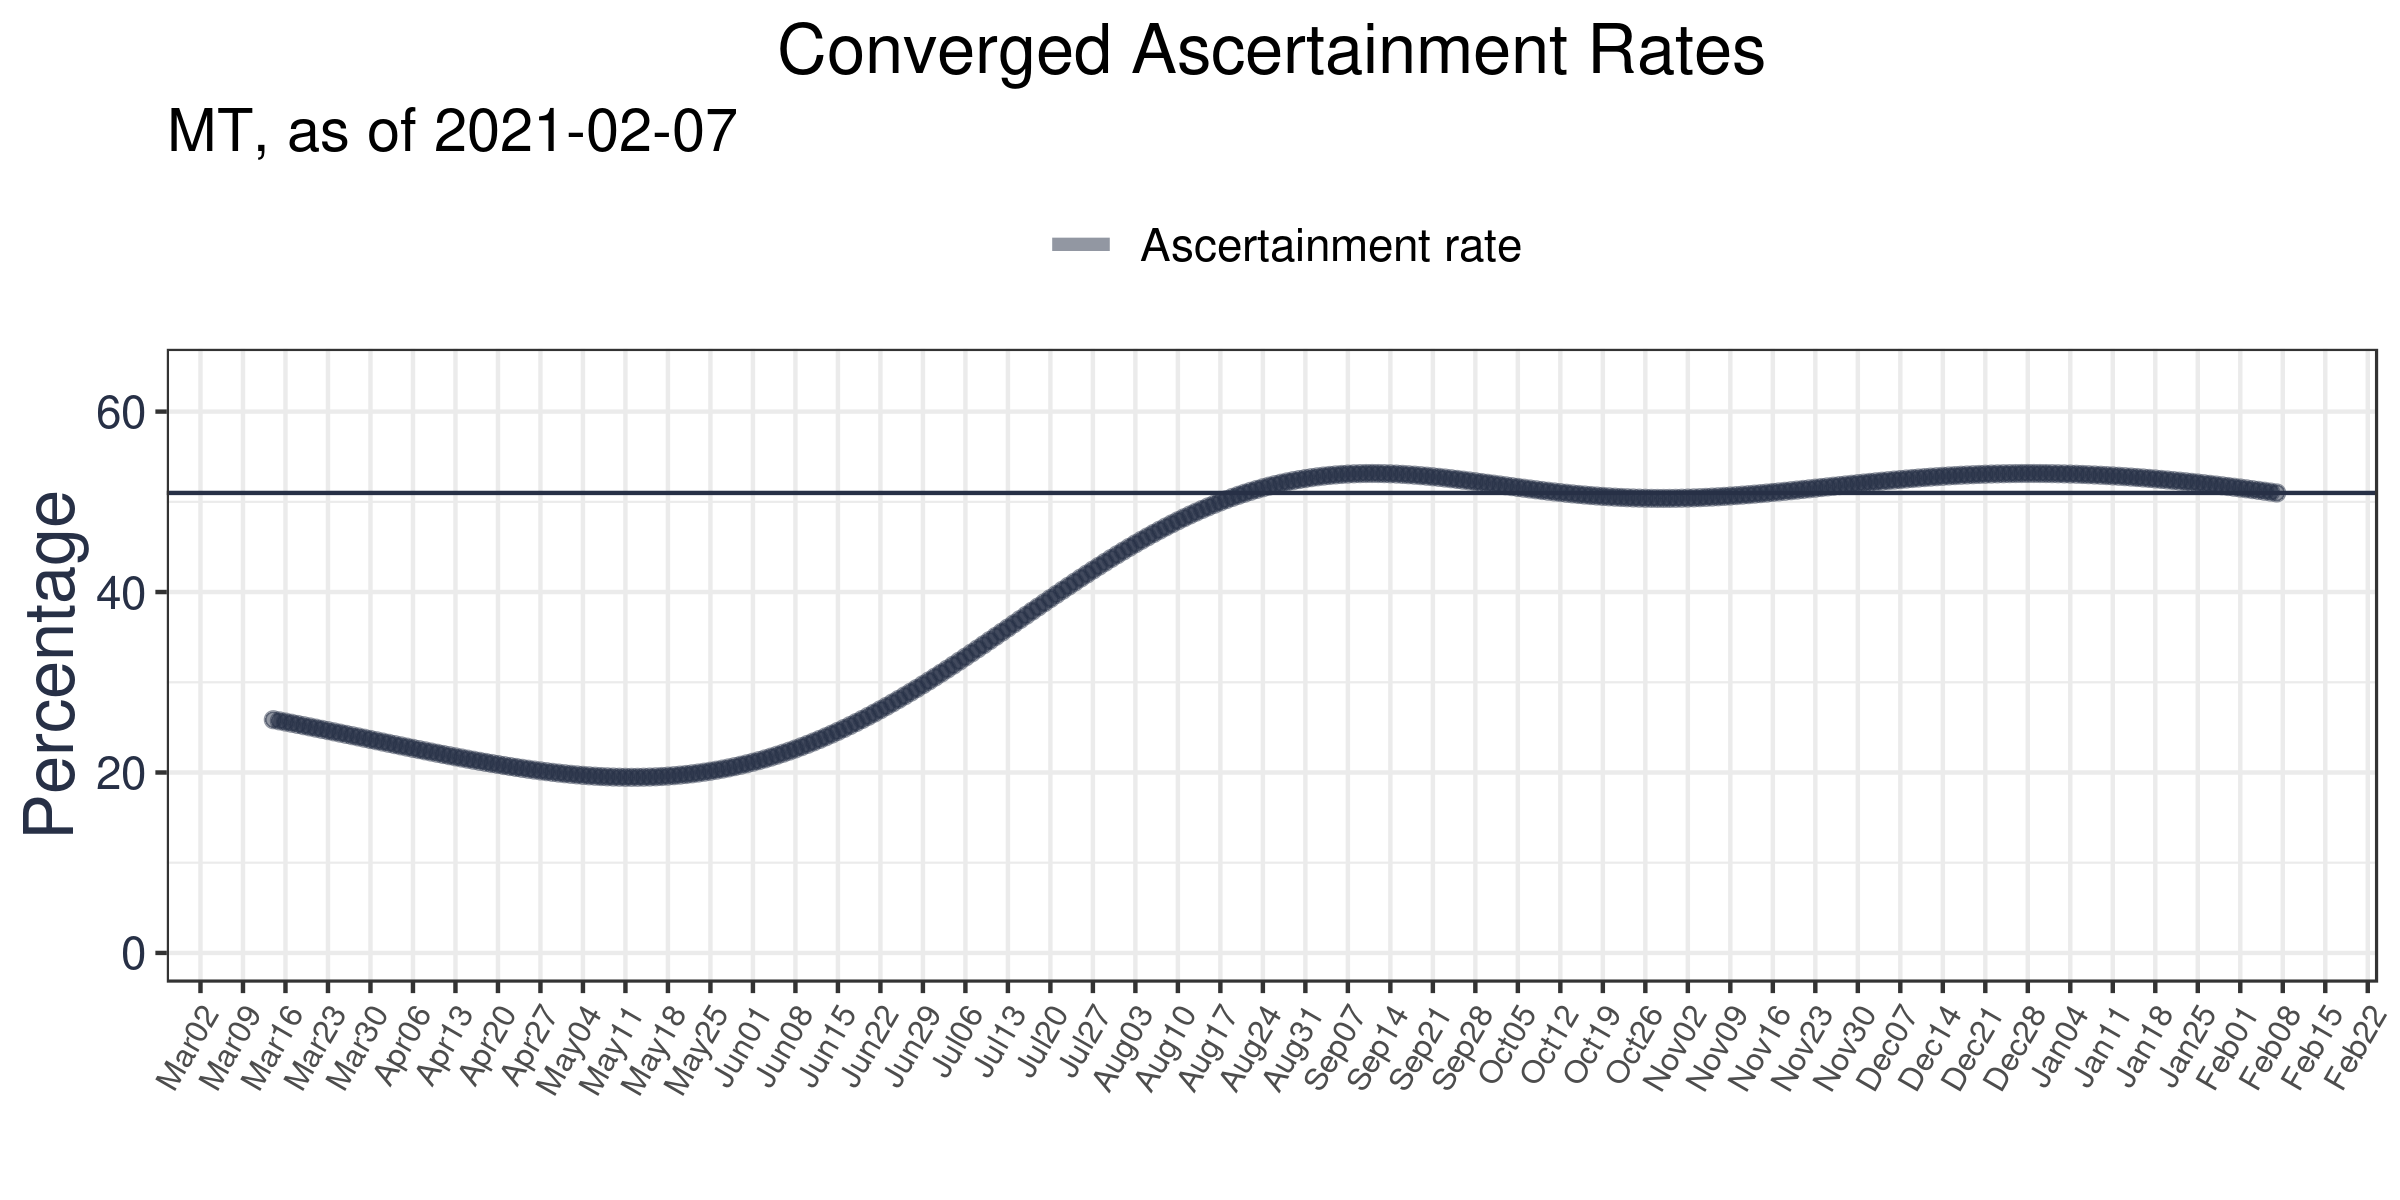 Converged Ascertainment Rates
MT, as of 2021-02-07
Ascertainment rate
Percentage
60
40
20
0
Mar02 Mar09 Mar16 Mar23 Mar30 Apr06 Apr13 Apr20 Apr27 May04 May11 May18 May25 Jun01 Jun08 Jun15 Jun22 Jun29 Jul06 Jul13 Jul20 Jul27 Aug03 Aug10 Aug17 Aug24 Aug31 Sep07 Sep14 Sep21 Sep28 Oct05 Oct12 Oct19 Oct26 Nov02 Nov09 Nov16 Nov23 Nov30 Dec07 Dec14 Dec21 Dec28 Jan04 Jan11 Jan18 Jan25 Feb01 Feb08 Feb15 Feb22